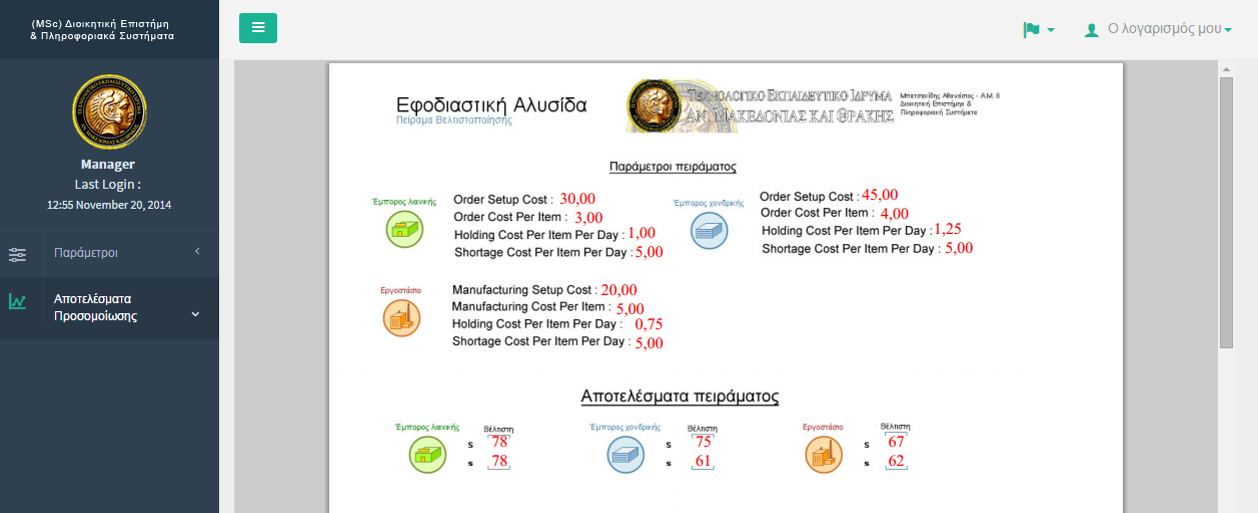 (MSc) Διοικητική Επιστήμη
& Πληροφοριακά Συστήματα
Ο λογαριασμός μου
Manager
Last Login :
12:55 November 20, 2014
Παράμετροι
Αποτελέσματα
Προσομοίωσης
Εφοδιαστική Αλυσίδα
Πείραμα Βελτιστοποίησης
ΤΕΧΝΟΛΟΓΙΚΟ ΕΚΠΑΙΔΕΥΤΙΚΟ ΙΔΡΥΜΑ
ΑΝ. ΜΑΚΕΔΟΝΙΑΣ ΚΑΙ ΘΡΑΚΗΣ
Μπετσεκίδης Αθανάσιος - Α.Μ. 8
Διοικητική Επιστήμη &
Πληροφοριακή Συστήματα
Παράμετροι πειράματος
Έμπορος λιανικής
Order Setup Cost : 30,00
Order Cost Per Item : 3,00
Holding Cost Per Item Per Day : 1,00
Shortage Cost Per Item Per Day : 5,00
Έμπορος χονδρικής
Order Setup Cost : 45,00
Order Cost Per Item : 4,00
Holding Cost Per Item Per Day : 1,25
Shortage Cost Per Item Per Day : 5,00
Εργοστάσιο
Manufacturing Setup Cost : 20,00
Manufacturing Cost Per Item : 5,00
Holding Cost Per Item Per Day : 0,75
Shortage Cost Per Item Per Day : 5,00
Αποτελέσματα πειράματος
Έμπορος λιανικής
Βέλτιστη
S 78
s 78
Έμπορος χονδρικής
Βέλτιστη
S 75
s 61
Εργοστάσιο
Βέλτιστη
S 67
s 62